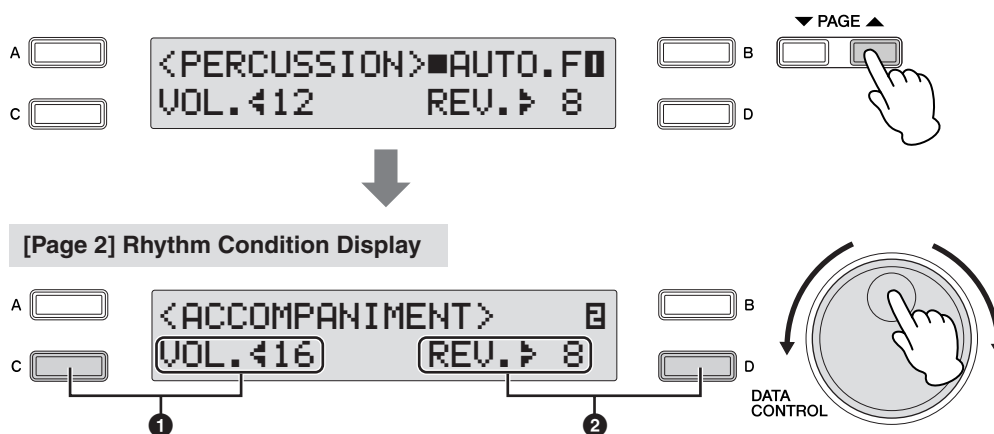 ▼ PAGE ▲
A
B
<PERCUSSION>■AUTO.F1
C
D
VOL.◀12 REV.▶ 8
[Page 2] Rhythm Condition Display
A
B
<ACCOMPANIMENT> 2
C
D
VOL.◀16 REV.▶ 8
DATA
CONTROL
1
2